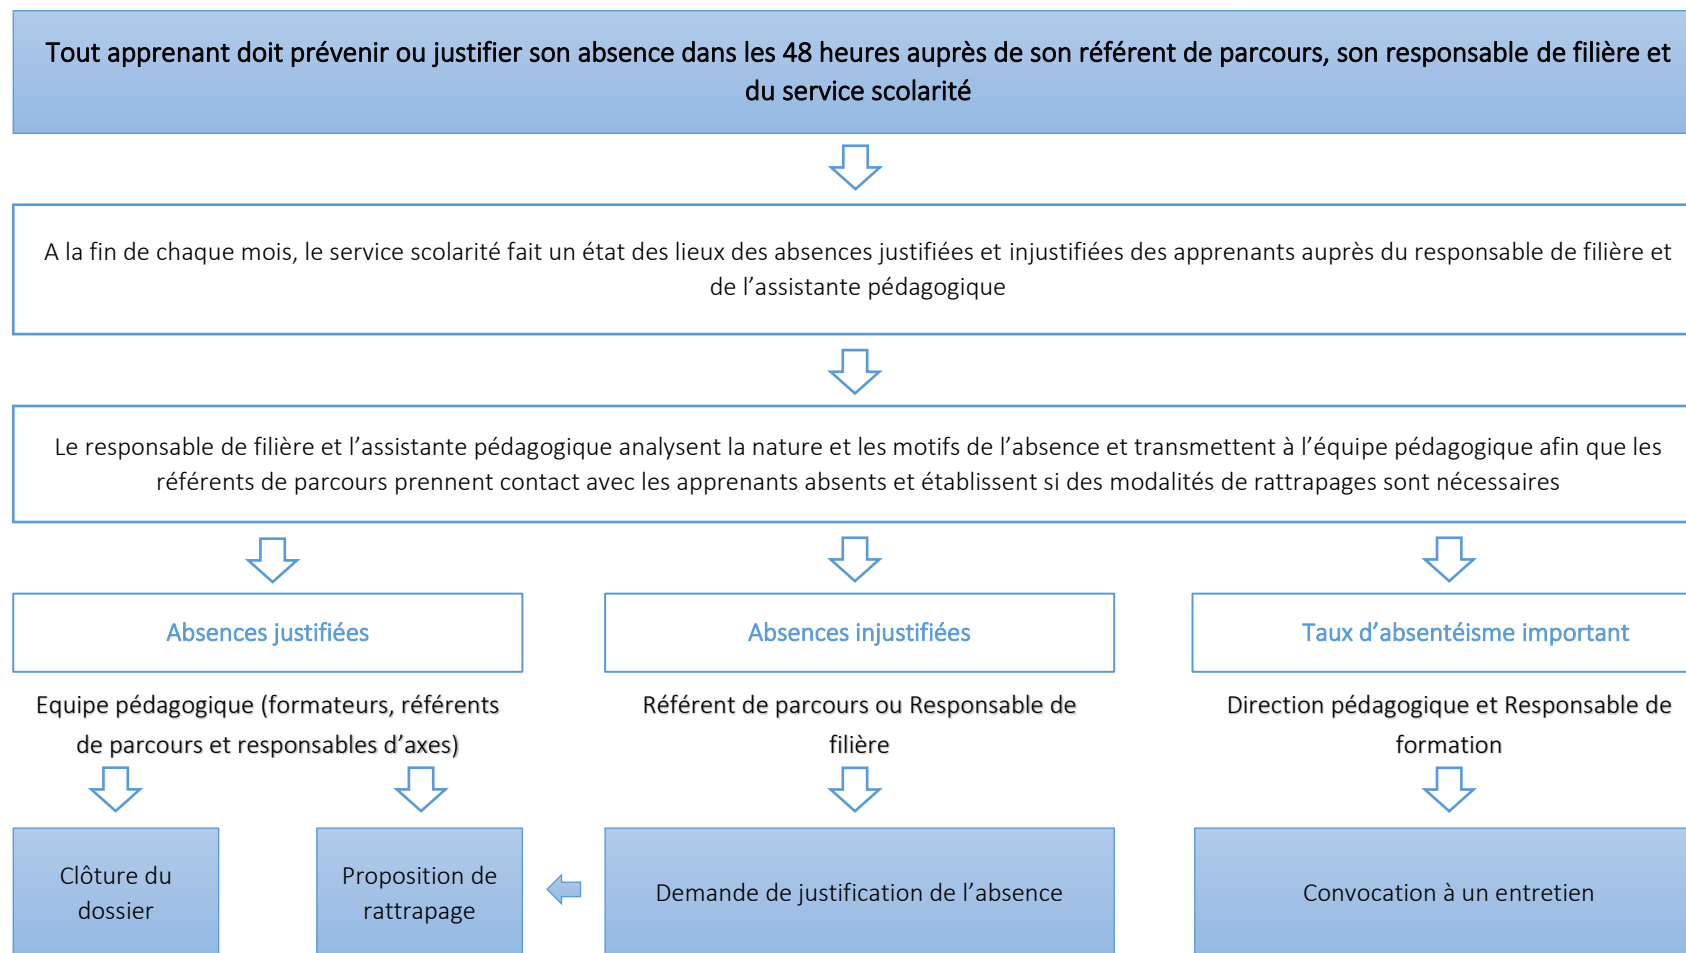 Tout apprenant doit prévenir ou justifier son absence dans les 48 heures auprès de son référent de parcours, son responsable de filière et
du service scolarité
A la fin de chaque mois, le service scolarité fait un état des lieux des absences justifiées et injustifiées des apprenants auprès du responsable de filière et
de l’assistante pédagogique
Le responsable de filière et l’assistante pédagogique analysent la nature et les motifs de l’absence et transmettent à l’équipe pédagogique afin que les
référents de parcours prennent contact avec les apprenants absents et établissent si des modalités de rattrapages sont nécessaires
Absences justifiées
Equipe pédagogique (formateurs, référents
de parcours et responsables d’axes)
Clôture du
dossier
Proposition de
rattrapage
Absences injustifiées
Référent de parcours ou Responsable de
filière
Demande de justification de l’absence
Taux d’absentéisme important
Direction pédagogique et Responsable de
formation
Convocation à un entretien